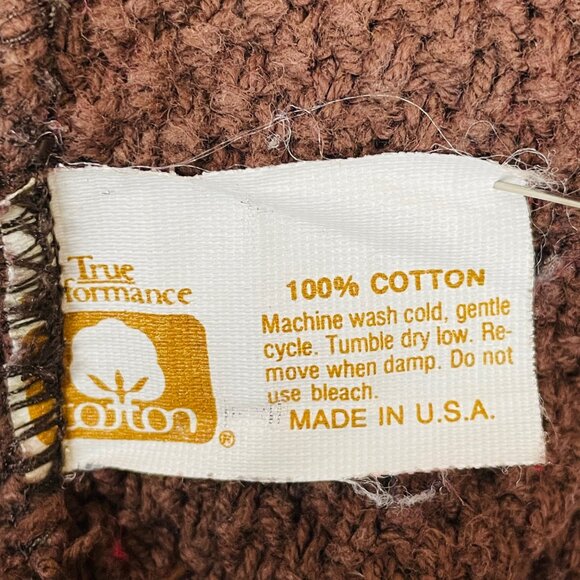 True
formance
cotton
®
100% COTTON
Machine wash cold, gentle
cycle. Tumble dry low. Re-
move when damp. Do not
use bleach.
MADE IN U.S.A.